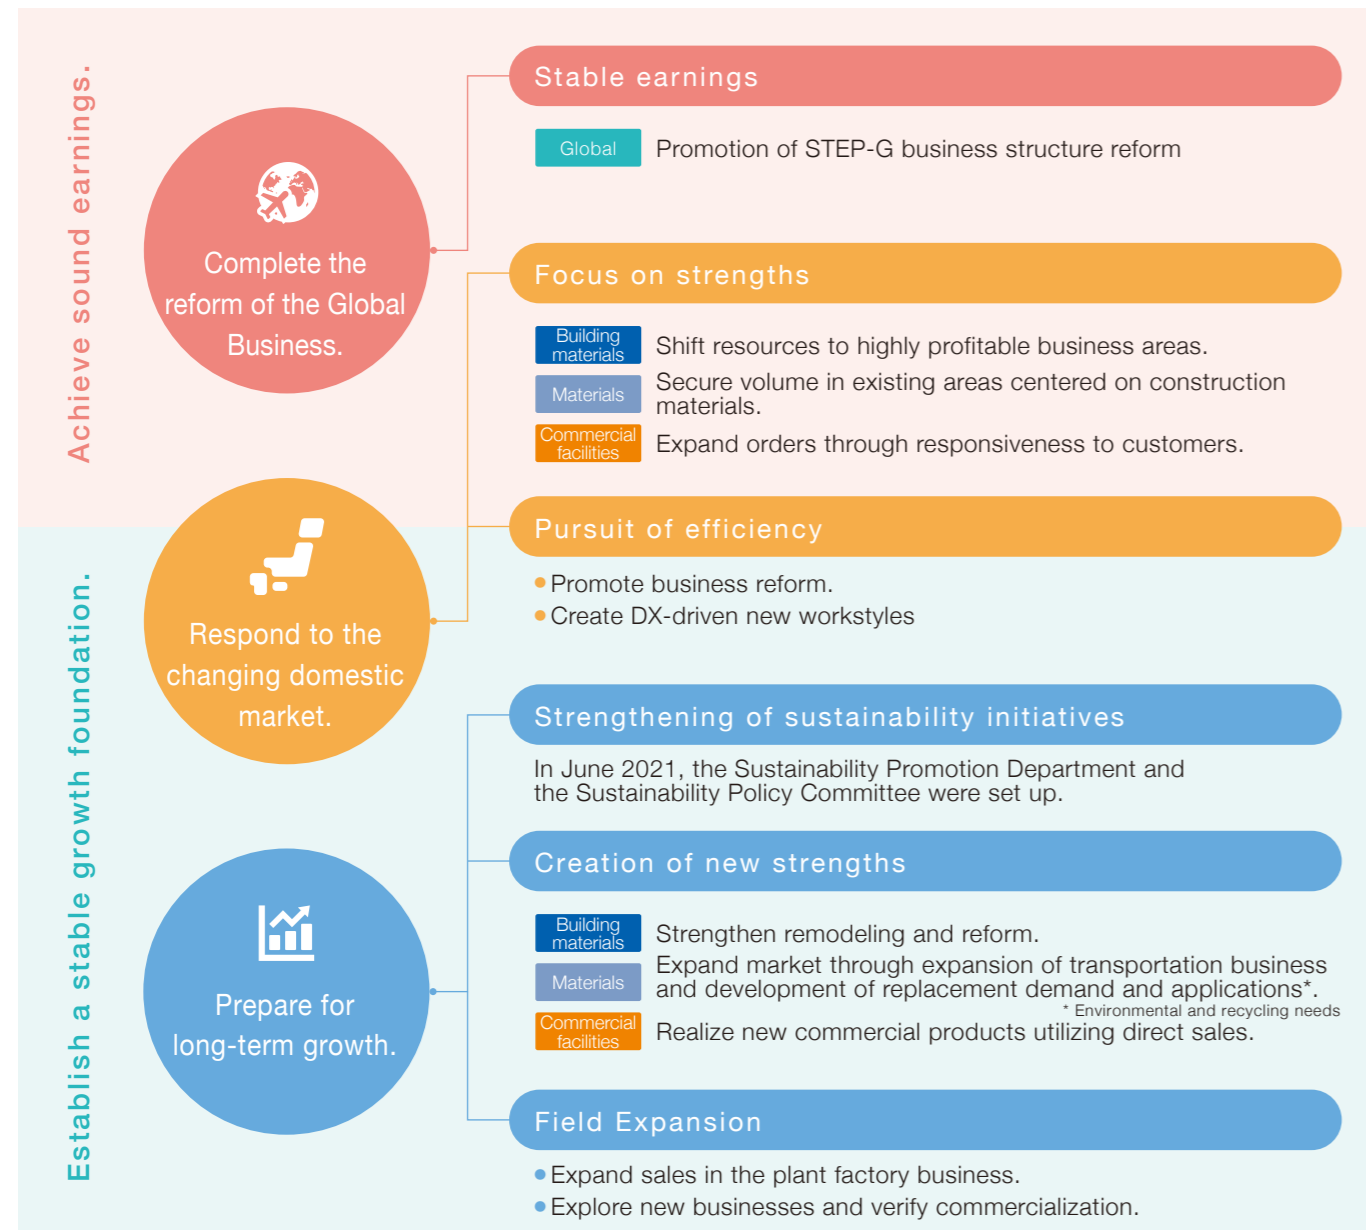 Achieve sound earnings.
Complete the
reform of the Global
Business.
Stable earnings
Global
Promotion of STEP-G business structure reform
Focus on strengths
Building
materials
Shift resources to highly profitable business areas.
Materials
Secure volume in existing areas centered on construction
materials.
Commercial
facilities
Expand orders through responsiveness to customers.
Respond to the
changing domestic
market.
Pursuit of efficiency
• Promote business reform.
• Create DX-driven new workstyles
Establish a stable growth foundation.
Prepare for
long-term growth.
Strengthening of sustainability initiatives
In June 2021, the Sustainability Promotion Department and
the Sustainability Policy Committee were set up.
Creation of new strengths
Building
materials
Strengthen remodeling and reform.
Materials
Expand market through expansion of transportation business
and development of replacement demand and applications*.
* Environmental and recycling needs
Commercial
facilities
Realize new commercial products utilizing direct sales.
Field Expansion
• Expand sales in the plant factory business.
• Explore new businesses and verify commercialization.